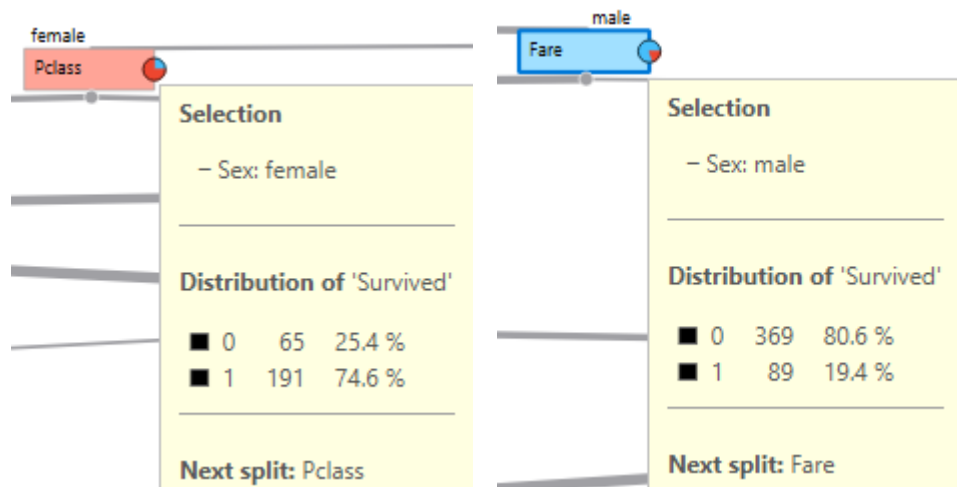 female
Pclass
Selection
– Sex: female
Distribution of 'Survived'
0 65 25.4 %
1 191 74.6 %
Next split: Pclass
male
Fare
Selection
– Sex: male
Distribution of 'Survived'
0 369 80.6 %
1 89 19.4 %
Next split: Fare